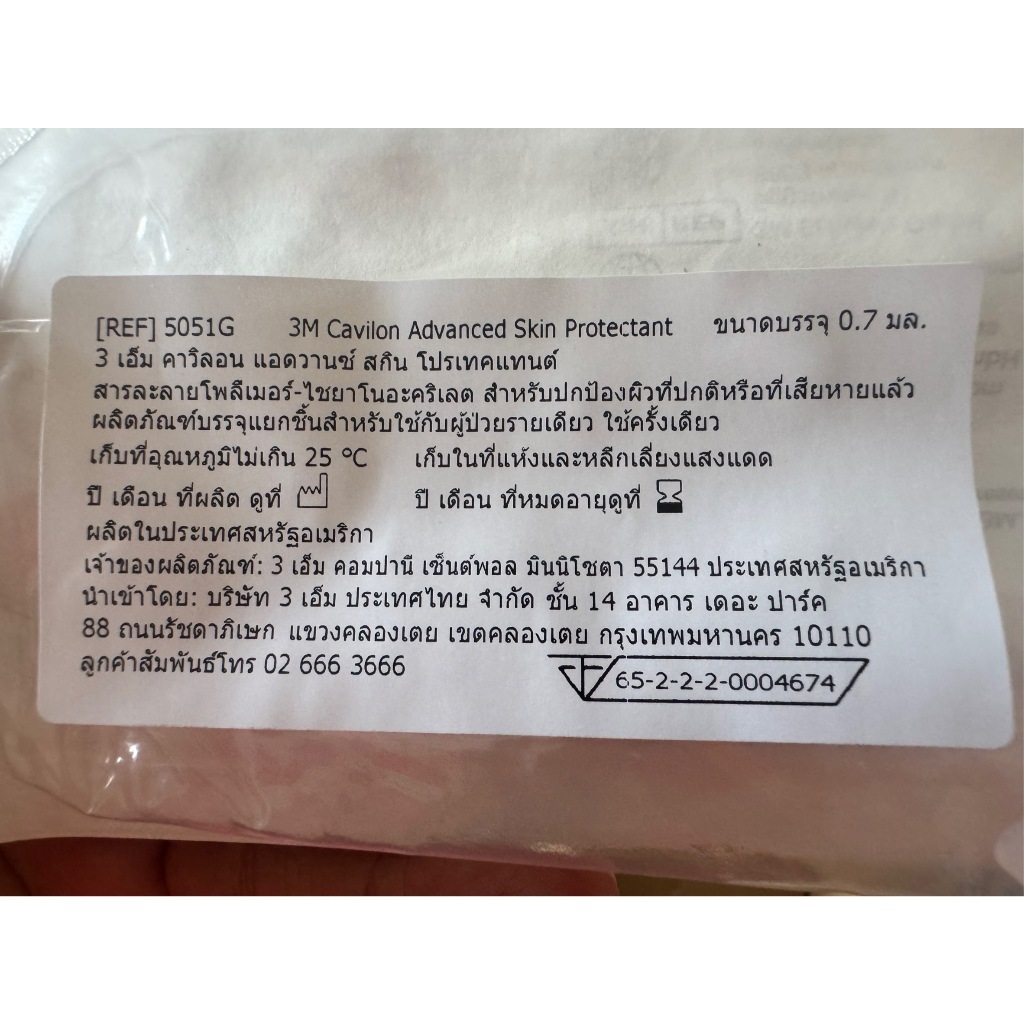 [REF] 5051G 3M Cavilon Advanced Skin Protectant ขนาดบรรจุ 0.7 มล.
3 เอ็ม คาวิลอน แอดวานซ์ สกิน โปรเทคแทนต์
สารละลายโพลีเมอร์-ไซยาโนอะคริเลต สำหรับปกป้องผิวที่ปกติหรือที่เสียหายแล้ว
ผลิตภัณฑ์บรรจุแยกชิ้นสำหรับใช้กับผู้ป่วยรายเดียว ใช้ครั้งเดียว
เก็บที่อุณหภูมิไม่เกิน 25 °C เก็บในที่แห้งและหลีกเลี่ยงแสงแดด
ปี เดือน ที่ผลิต ดูที่ ปี เดือน ที่หมดอายุดูที่
ผลิตในประเทศสหรัฐอเมริกา
เจ้าของผลิตภัณฑ์: 3 เอ็ม คอมปานี เซ็นต์พอล มินนิโซตา 55144 ประเทศสหรัฐอเมริกา
นำเข้าโดย: บริษัท 3 เอ็ม ประเทศไทย จำกัด ชั้น 14 อาคาร เดอะ ปาร์ค
88 ถนนรัชดาภิเษก แขวงคลองเตย เขตคลองเตย กรุงเทพมหานคร 10110
ลูกค้าสัมพันธ์โทร 02 666 3666
65-2-2-2-0004674